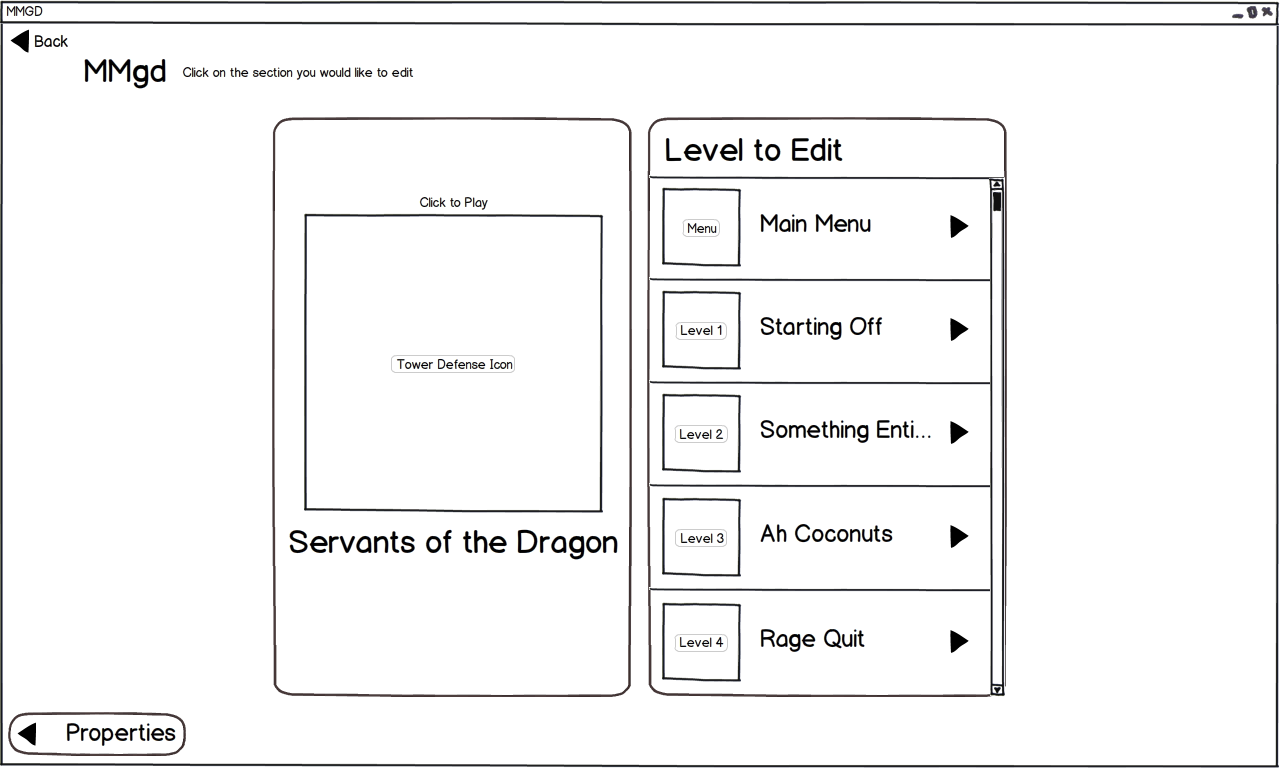 MMGD
Back
MMgd
Click on the section you would like to edit
Click to Play
Tower Defense Icon
Servants of the Dragon
Level to Edit
Menu
Main Menu
Level 1
Starting Off
Level 2
Something Enti...
Level 3
Ah Coconuts
Level 4
Rage Quit
Properties